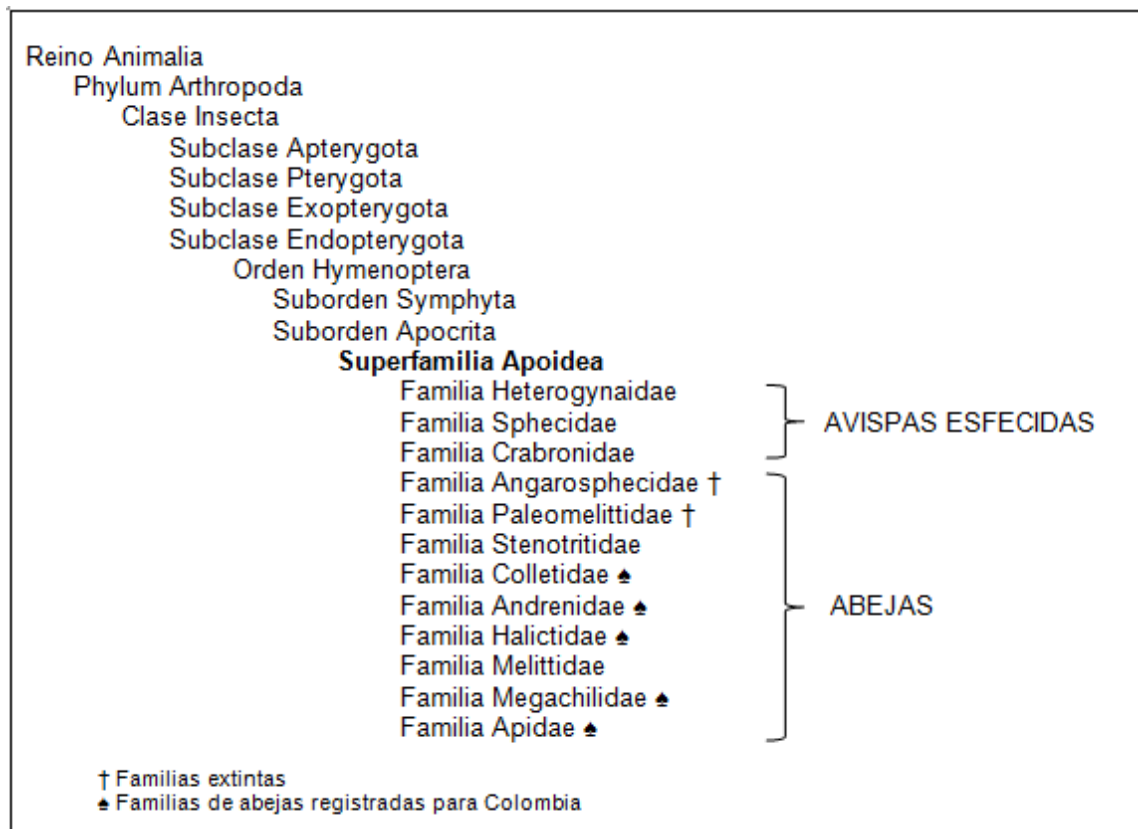 Reino Animalia
Phylum Arthropoda
Clase Insecta
Subclase Apterygota
Subclase Pterygota
Subclase Exopterygota
Subclase Endopterygota
Orden Hymenoptera
Suborden Symphyta
Suborden Apocrita
Superfamilia Apoidea
Familia Heterogynaidae
Familia Sphecidae
Familia Crabronidae
AVISPAS ESFECIDAS
Familia Angarosphecidae †
Familia Paleomelittidae †
Familia Stenotritidae
Familia Colletidae ♠
Familia Andrenidae ♠
Familia Halictidae ♠
Familia Melittidae
Familia Megachilidae ♠
Familia Apidae ♠
ABEJAS
† Familias extintas
♠ Familias de abejas registradas para Colombia